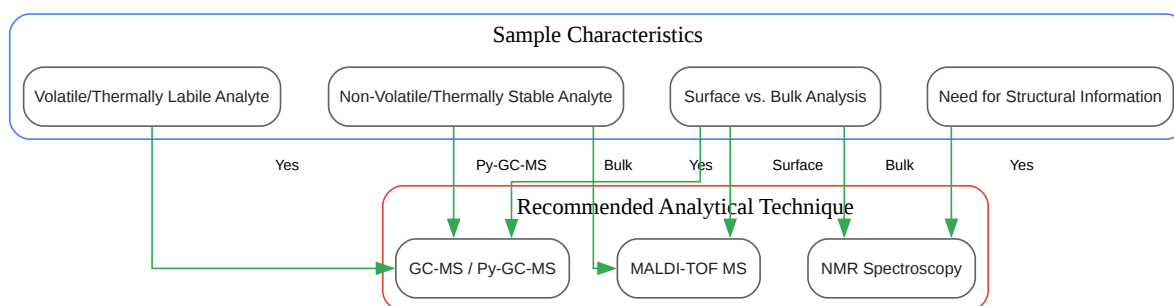 Sample Characteristics
Volatile/Thermally Labile Analyte
Non-Volatile/Thermally Stable Analyte
Surface vs. Bulk Analysis
Need for Structural Information
Yes
Py-GC-MS
Bulk
Yes
Surface
Bulk
Yes
Recommended Analytical Technique
GC-MS / Py-GC-MS
MALDI-TOF MS
NMR Spectroscopy